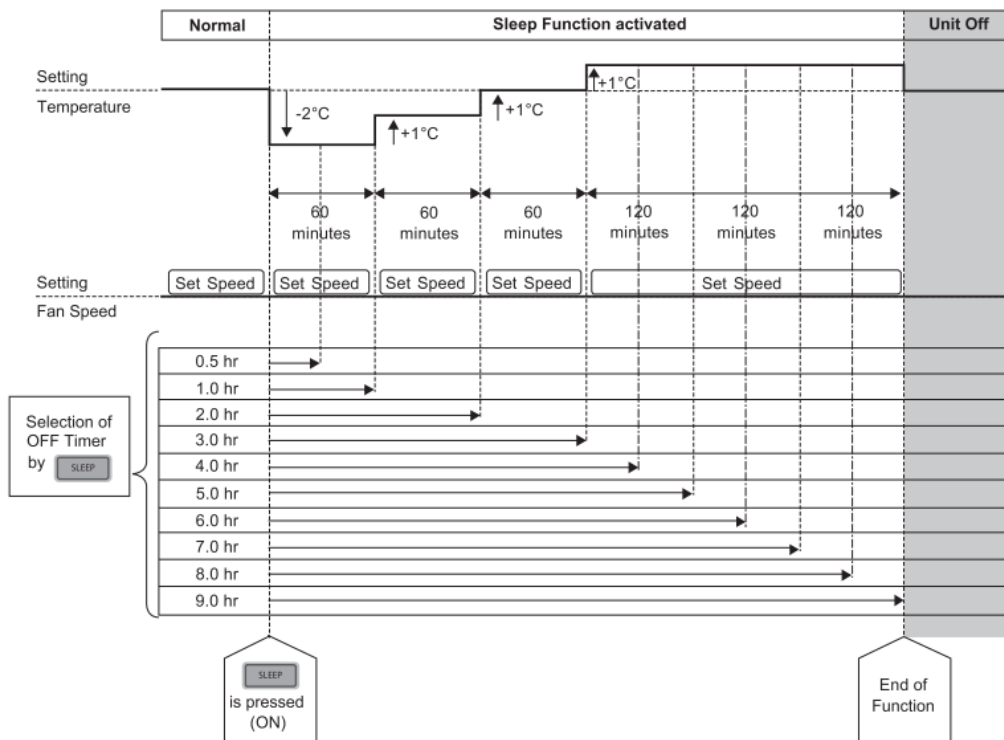 Normal
Sleep Function activated
Unit Off
Setting
Temperature
-2°C
+1°C
+1°C
+1°C
60
minutes
60
minutes
60
minutes
120
minutes
120
minutes
120
minutes
Setting
Fan Speed
Set Speed
Set Speed
Set Speed
Set Speed
Set Speed
Selection of
OFF Timer
by SLEEP
0.5 hr
1.0 hr
2.0 hr
3.0 hr
4.0 hr
5.0 hr
6.0 hr
7.0 hr
8.0 hr
9.0 hr
SLEEP
is pressed
(ON)
End of
Function